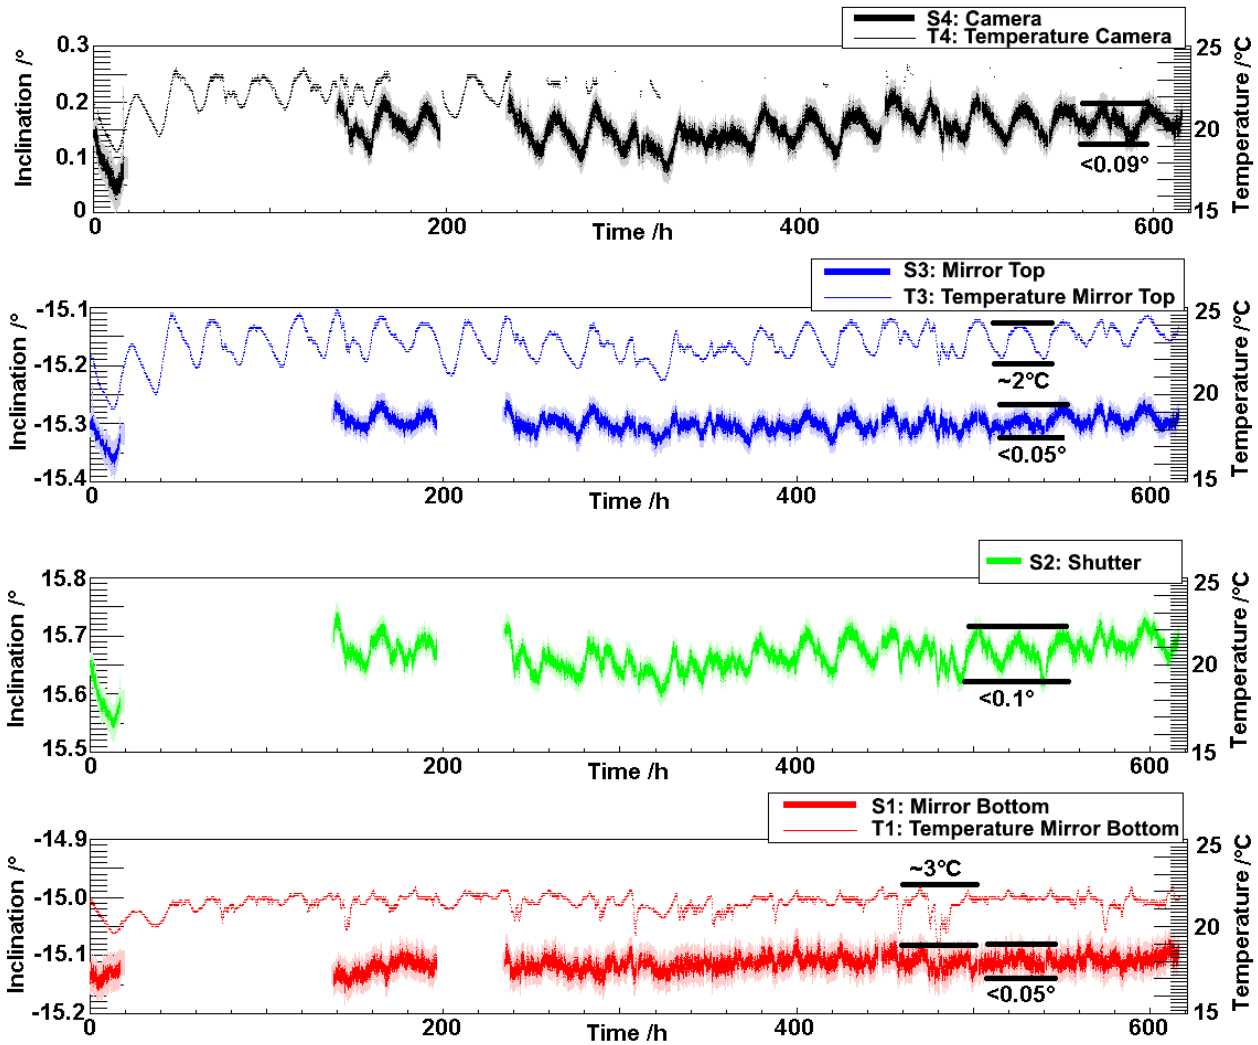 S4: Camera
T4: Temperature Camera
0.3
0.2
0.1
0
Inclination /°
25
20
15
Temperature /°C
<0.09°
0
200
400
600
Time /h
S3: Mirror Top
T3: Temperature Mirror Top
-15.1
-15.2
-15.3
-15.4
Inclination /°
25
20
15
Temperature /°C
~2°C
<0.05°
0
200
400
600
Time /h
S2: Shutter
15.8
15.7
15.6
15.5
Inclination /°
25
20
15
Temperature /°C
<0.1°
0
200
400
600
Time /h
S1: Mirror Bottom
T1: Temperature Mirror Bottom
-14.9
-15.0
-15.1
-15.2
Inclination /°
25
20
15
Temperature /°C
~3°C
<0.05°
0
200
400
600
Time /h